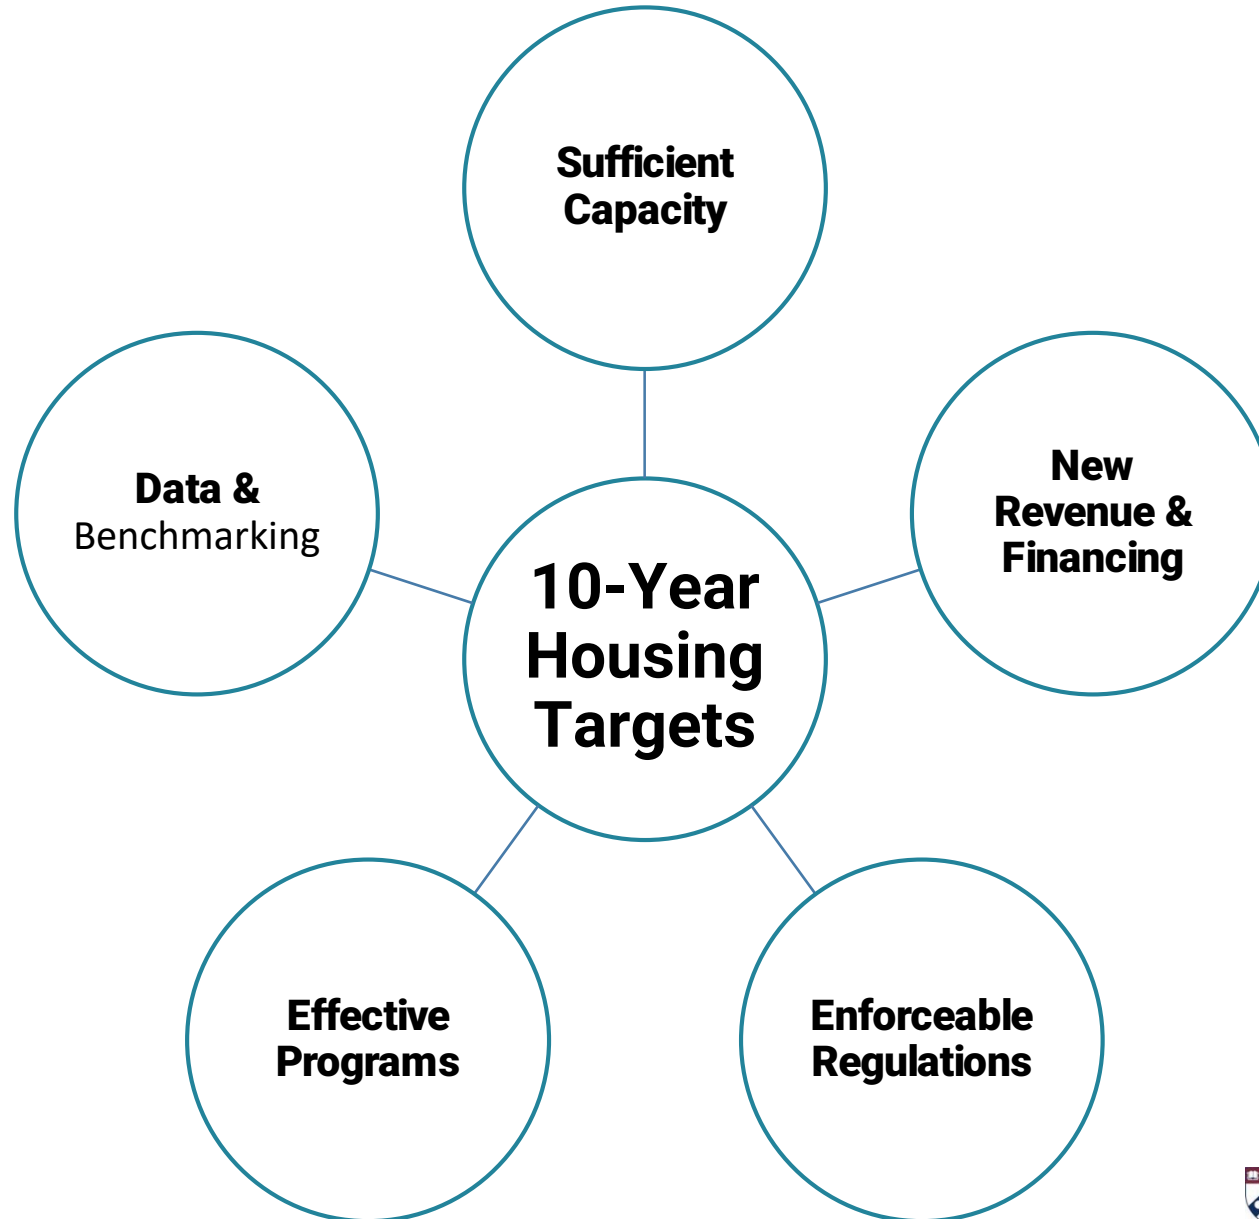 Sufficient
Capacity
Data &
Benchmarking
New
Revenue &
Financing
10-Year
Housing
Targets
Effective
Programs
Enforceable
Regulations